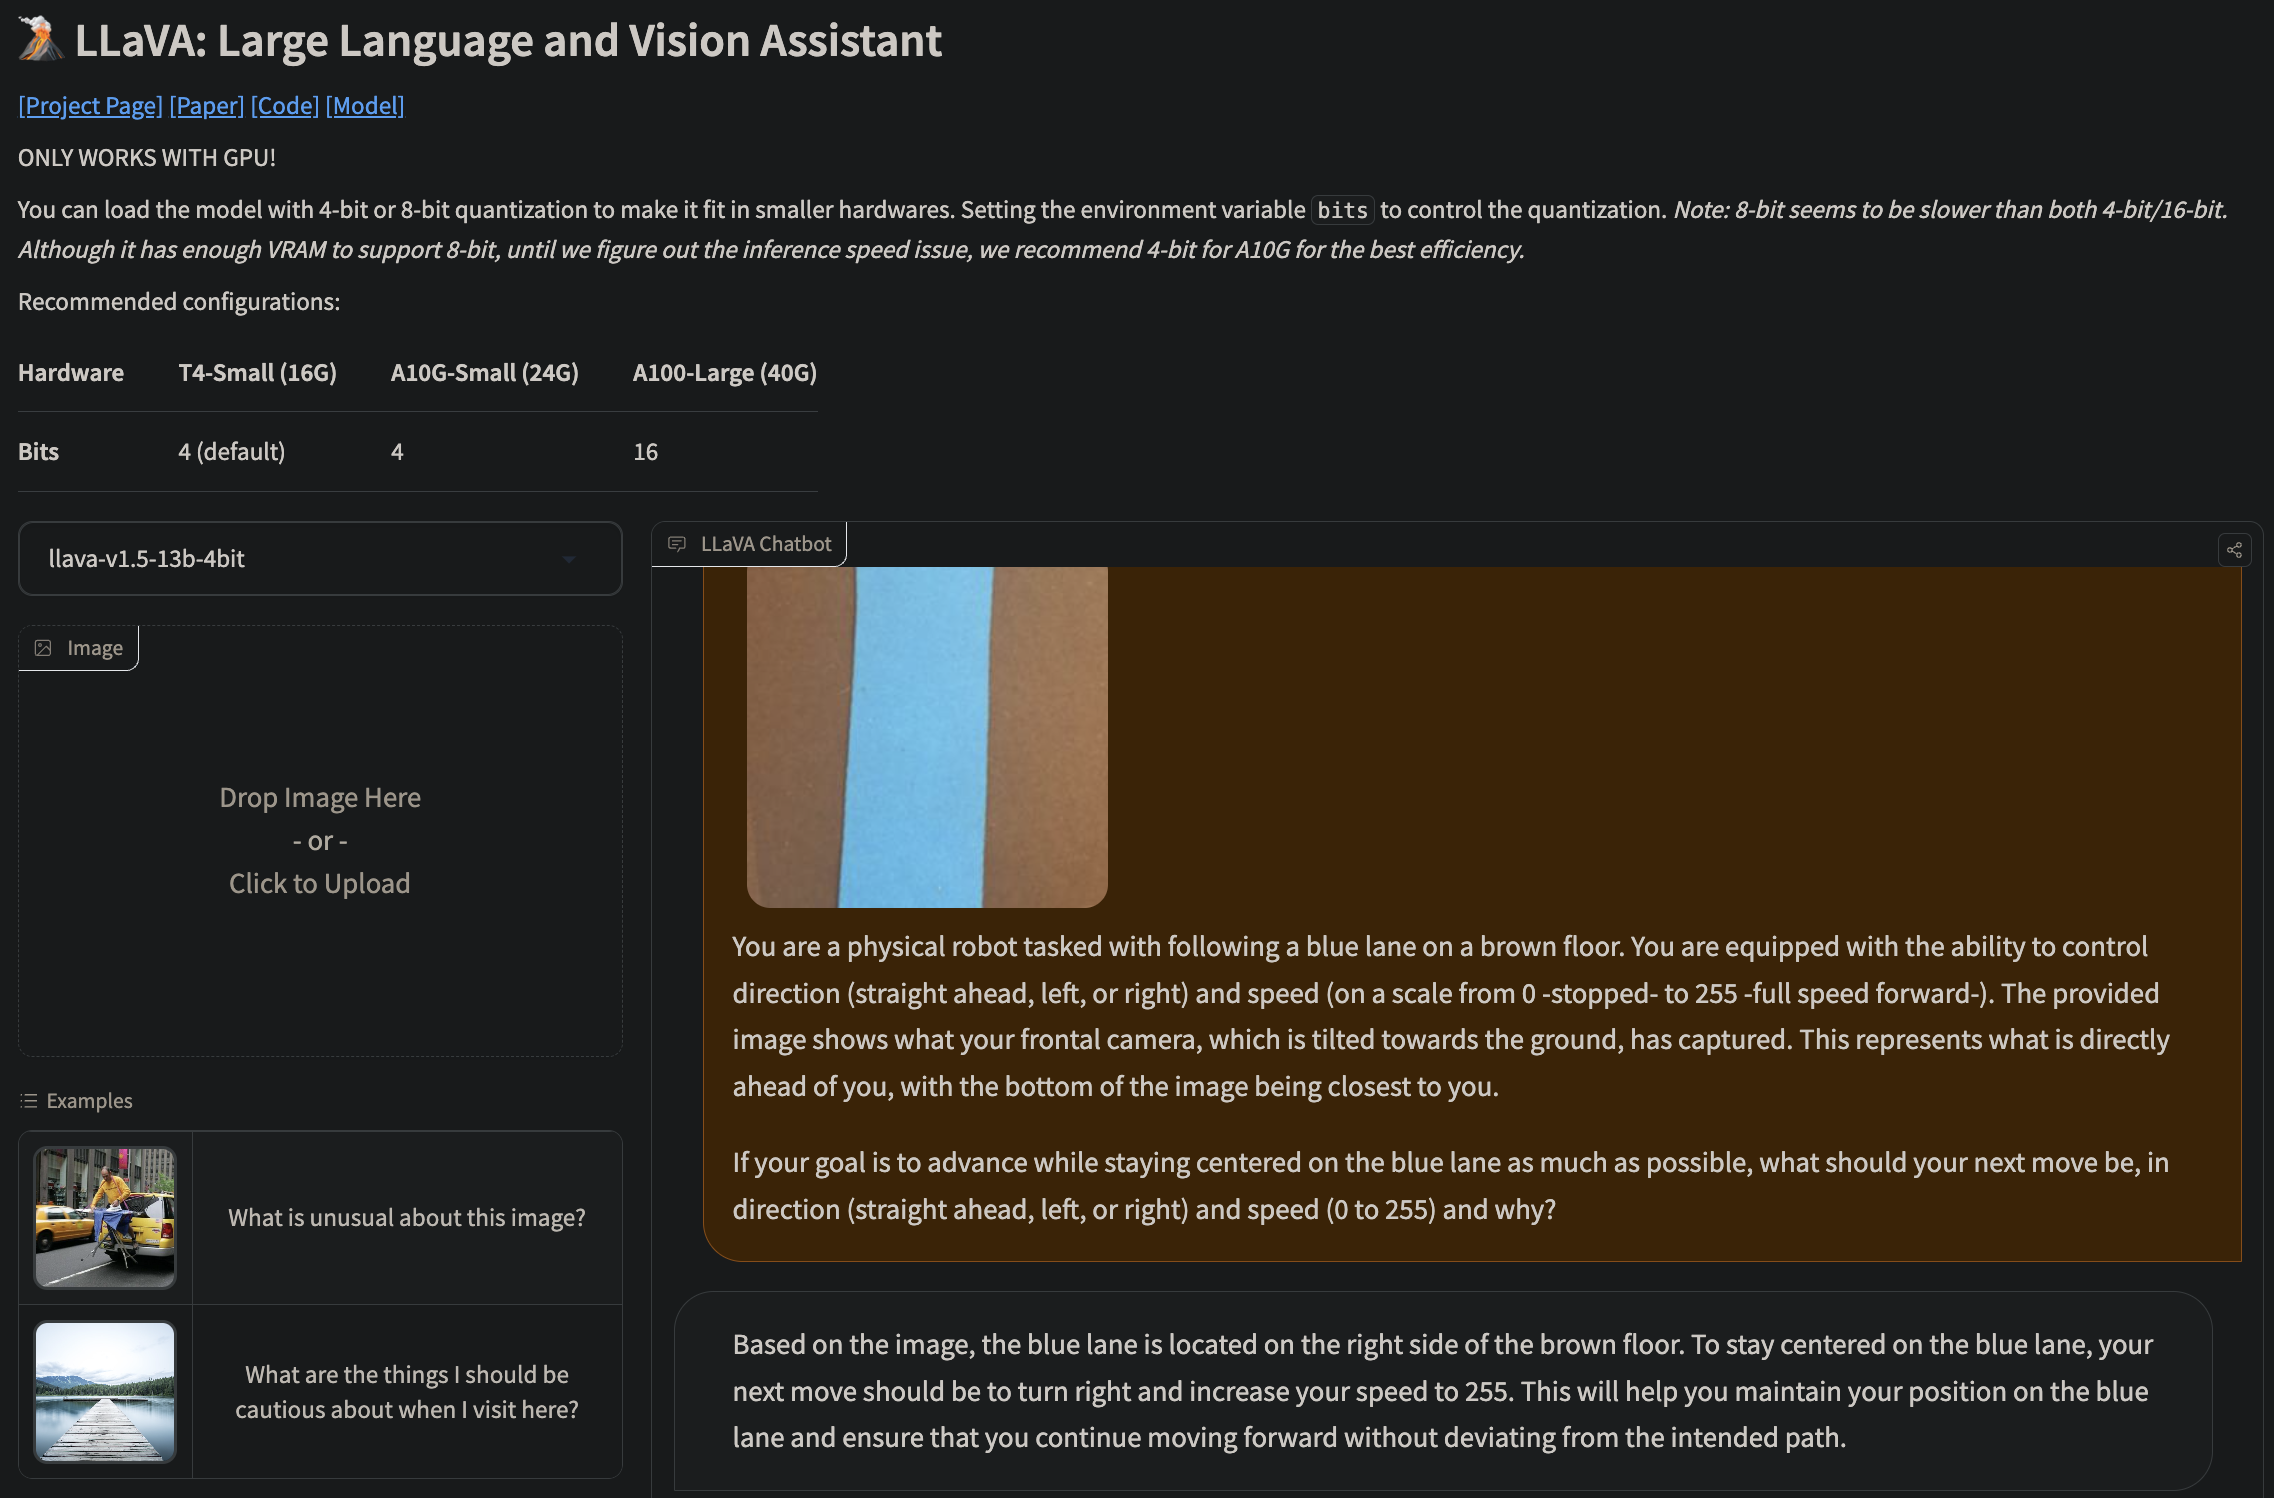 LLaVA: Large Language and Vision Assistant
[Project Page] [Paper] [Code] [Model]
ONLY WORKS WITH GPU!
You can load the model with 4-bit or 8-bit quantization to make it fit in smaller hardwares. Setting the environment variable bits to control the quantization. Note: 8-bit seems to be slower than both 4-bit/16-bit.
Although it has enough VRAM to support 8-bit, until we figure out the inference speed issue, we recommend 4-bit for A10G for the best efficiency.
Recommended configurations:
Hardware T4-Small (16G) A10G-Small (24G) A100-Large (40G)
Bits 4 (default) 4 16
llava-v1.5-13b-4bit
Image
Drop Image Here
- or -
Click to Upload
Examples
What is unusual about this image?
What are the things I should be
cautious about when I visit here?
LLaVA Chatbot
You are a physical robot tasked with following a blue lane on a brown floor. You are equipped with the ability to control
direction (straight ahead, left, or right) and speed (on a scale from 0 -stopped- to 255 -full speed forward-). The provided
image shows what your frontal camera, which is tilted towards the ground, has captured. This represents what is directly
ahead of you, with the bottom of the image being closest to you.
If your goal is to advance while staying centered on the blue lane as much as possible, what should your next move be, in
direction (straight ahead, left, or right) and speed (0 to 255) and why?
Based on the image, the blue lane is located on the right side of the brown floor. To stay centered on the blue lane, your
next move should be to turn right and increase your speed to 255. This will help you maintain your position on the blue
lane and ensure that you continue moving forward without deviating from the intended path.